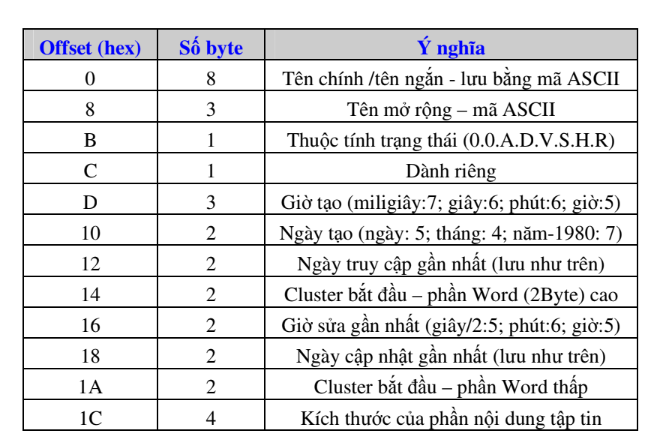 Offset (hex) Số byte Ý nghĩa
0 8 Tên chính /tên ngắn - lưu bằng mã ASCII
8 3 Tên mở rộng – mã ASCII
B 1 Thuộc tính trạng thái (0.0.A.D.V.S.H.R)
C 1 Dành riêng
D 3 Giờ tạo (miligiây:7; giây:6; phút:6; giờ:5)
10 2 Ngày tạo (ngày: 5; tháng: 4; năm-1980: 7)
12 2 Ngày truy cập gần nhất (lưu như trên)
14 2 Cluster bắt đầu – phần Word (2Byte) cao
16 2 Giờ sửa gần nhất (giây/2:5; phút:6; giờ:5)
18 2 Ngày cập nhật gần nhất (lưu như trên)
1A 2 Cluster bắt đầu – phần Word thấp
1C 4 Kích thước của phần nội dung tập tin